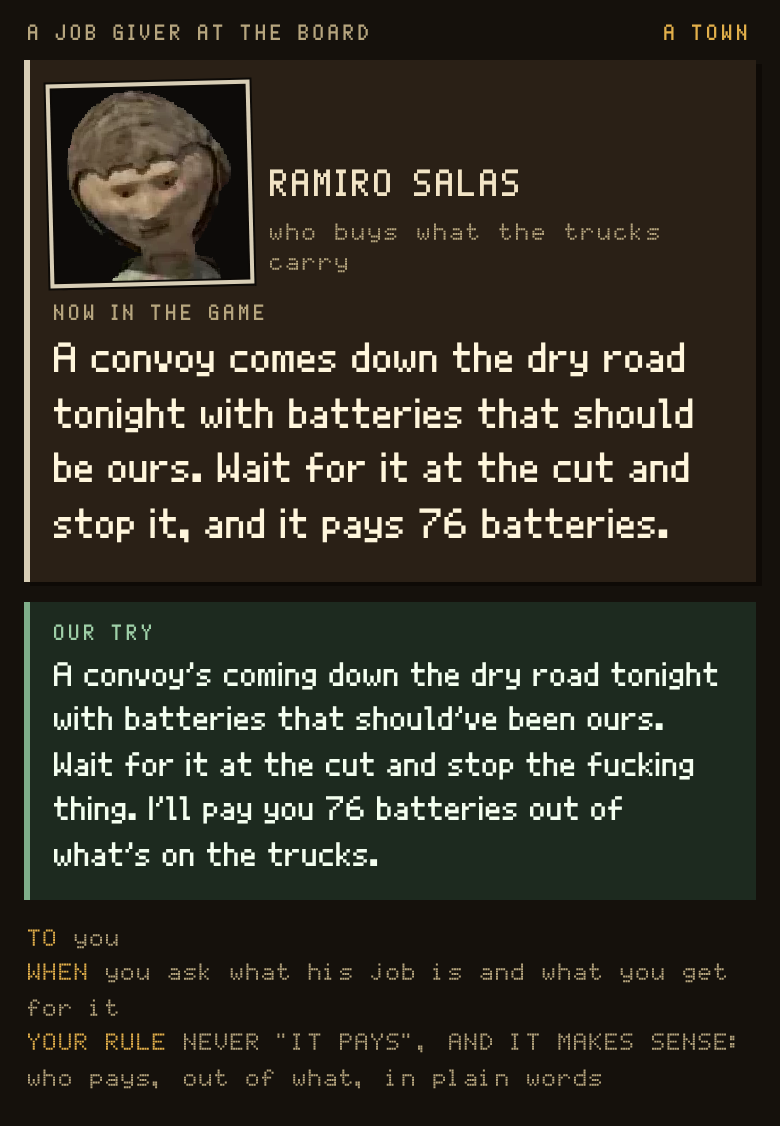 A JOB GIVER AT THE BOARD
A TOWN
RAMIRO SALAS
who buys what the trucks
carry
NOW IN THE GAME
A convoy comes down the dry road
tonight with batteries that should
be ours. Wait for it at the cut and
stop it, and it pays 76 batteries.
OUR TRY
A convoy's coming down the dry road tonight
with batteries that should've been ours.
Wait for it at the cut and stop the fucking
thing. I'll pay you 76 batteries out of
what's on the trucks.
TO you
WHEN you ask what his job is and what you get
for it
YOUR RULE NEVER "IT PAYS", AND IT MAKES SENSE:
who pays, out of what, in plain words